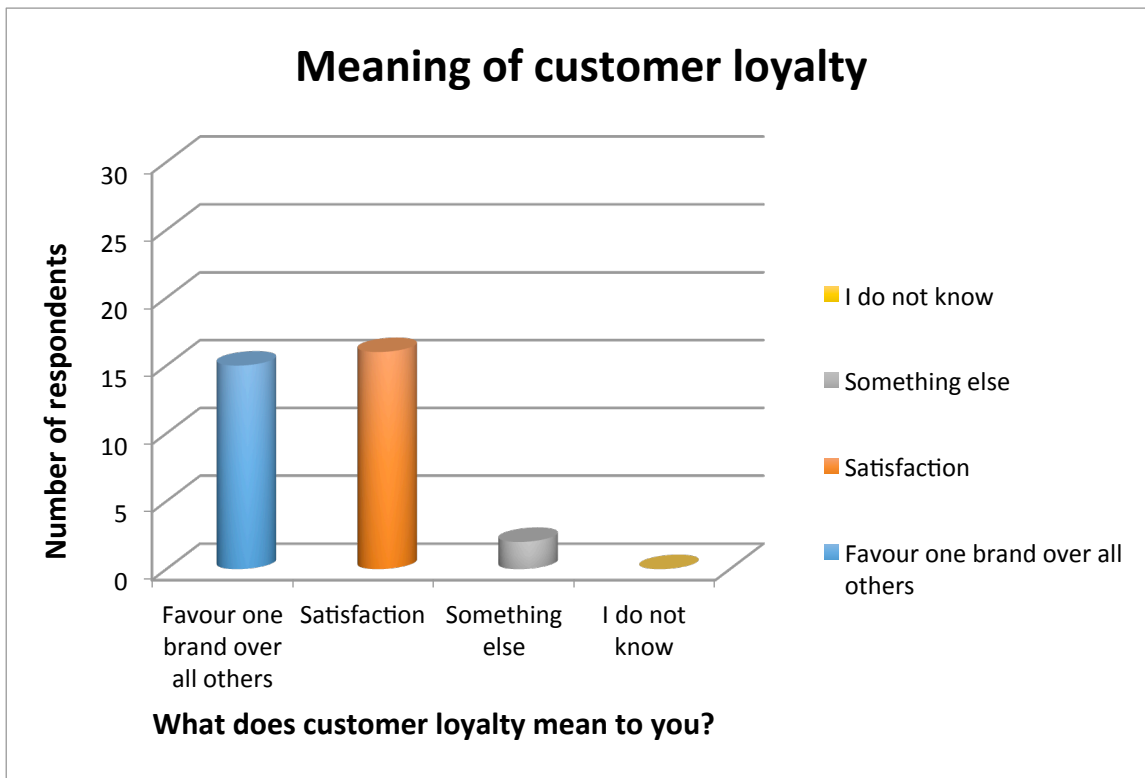 Meaning of customer loyalty
Number of respondents
30
25
20
15
10
5
0
Favour one
brand over
all others
Satisfaction
Something
else
I do not
know
What does customer loyalty mean to you?
I do not know
Something else
Satisfaction
Favour one brand over all
others